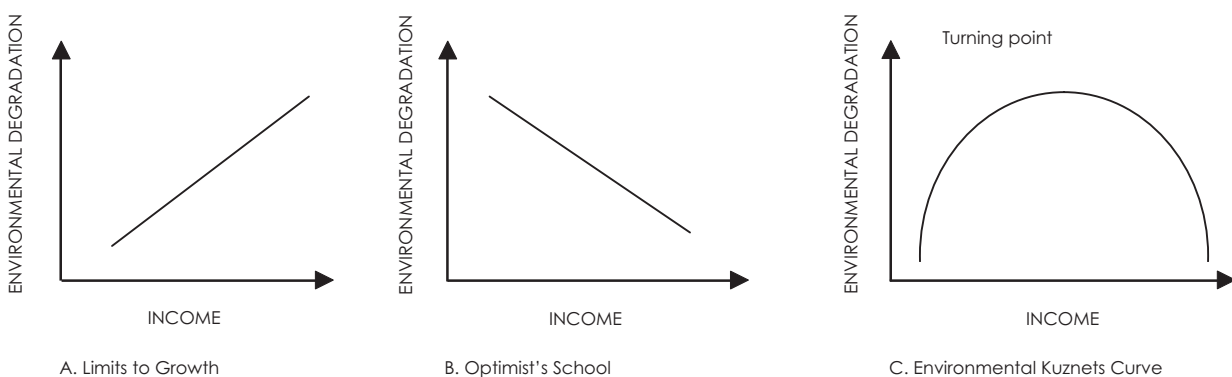 ENVIRONMENTAL DEGRADATION
INCOME
A. Limits to Growth
ENVIRONMENTAL DEGRADATION
INCOME
B. Optimist's School
ENVIRONMENTAL DEGRADATION
Turning point
INCOME
C. Environmental Kuznets Curve